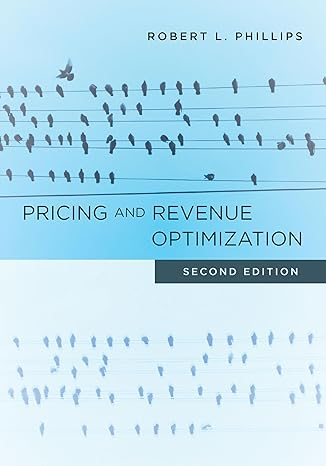 ROBERT L. PHILLIPS
PRICING AND REVENUE
OPTIMIZATION
SECOND EDITION